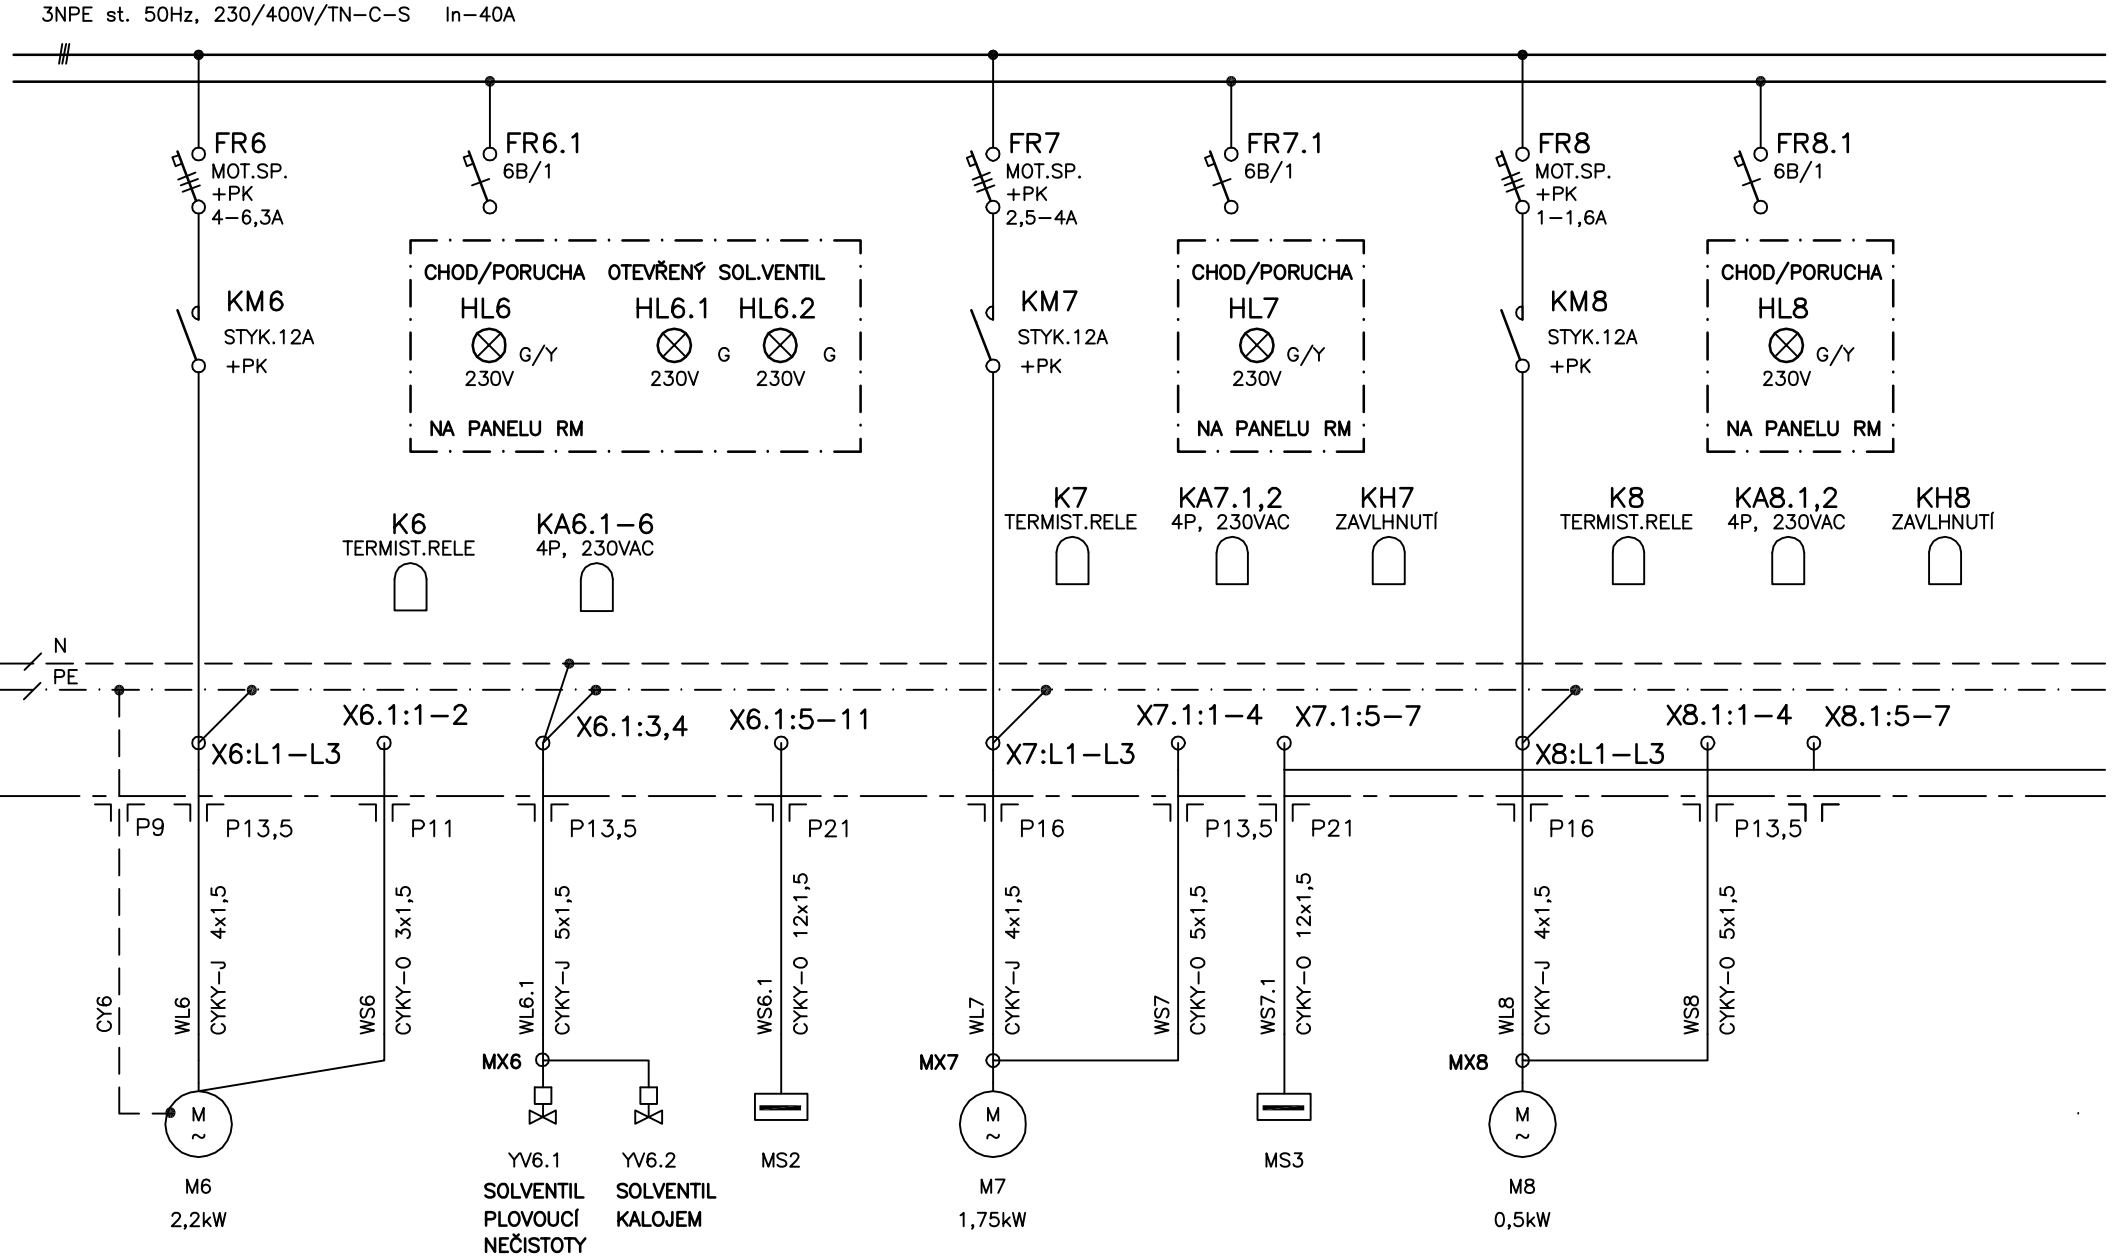 3NPE st. 50Hz, 230/400V/TN-C-S In-40A
FR6
MOT.SP.
+PK
4-6,3A
FR6.1
6B/1
FR7
MOT.SP.
+PK
2,5-4A
FR7.1
6B/1
FR8
MOT.SP.
+PK
1-1,6A
FR8.1
6B/1
KM6
STYK.12A
+PK
CHOD/PORUCHA OTEVŘENÝ SOL.VENTIL
HL6 HL6.1 HL6.2
G/Y G G
230V 230V 230V
NA PANELU RM
KM7
STYK.12A
+PK
CHOD/PORUCHA
HL7
G/Y
230V
NA PANELU RM
KM8
STYK.12A
+PK
CHOD/PORUCHA
HL8
G/Y
230V
NA PANELU RM
K6
TERMIST.RELE
KA6.1-6
4P, 230VAC
K7
TERMIST.RELE
KA7.1,2
4P, 230VAC
KH7
ZAVLHNUTÍ
K8
TERMIST.RELE
KA8.1,2
4P, 230VAC
KH8
ZAVLHNUTÍ
N
PE
X6:L1-L3
X6.1:1-2
X6.1:3,4
X6.1:5-11
X7:L1-L3
X7.1:1-4
X7.1:5-7
X8:L1-L3
X8.1:1-4
X8.1:5-7
P9 P13,5 P11 P13,5 P21 P16 P13,5 P21 P16 P13,5
CY6
WL6
CYKY-J 4x1,5
WS6
CYKY-O 3x1,5
WL6.1
CYKY-J 5x1,5
WS6.1
CYKY-O 12x1,5
WL7
CYKY-J 4x1,5
WS7
CYKY-O 5x1,5
WS7.1
CYKY-O 12x1,5
WL8
CYKY-J 4x1,5
WS8
CYKY-O 5x1,5
MX6
MX7
MX8
M
~
M6
2,2kW
YV6.1
SOLVENTIL
PLOVOUCÍ
NEČISTOTY
YV6.2
SOLVENTIL
KALOJEM
MS2
M
~
M7
1,75kW
MS3
M
~
M8
0,5kW